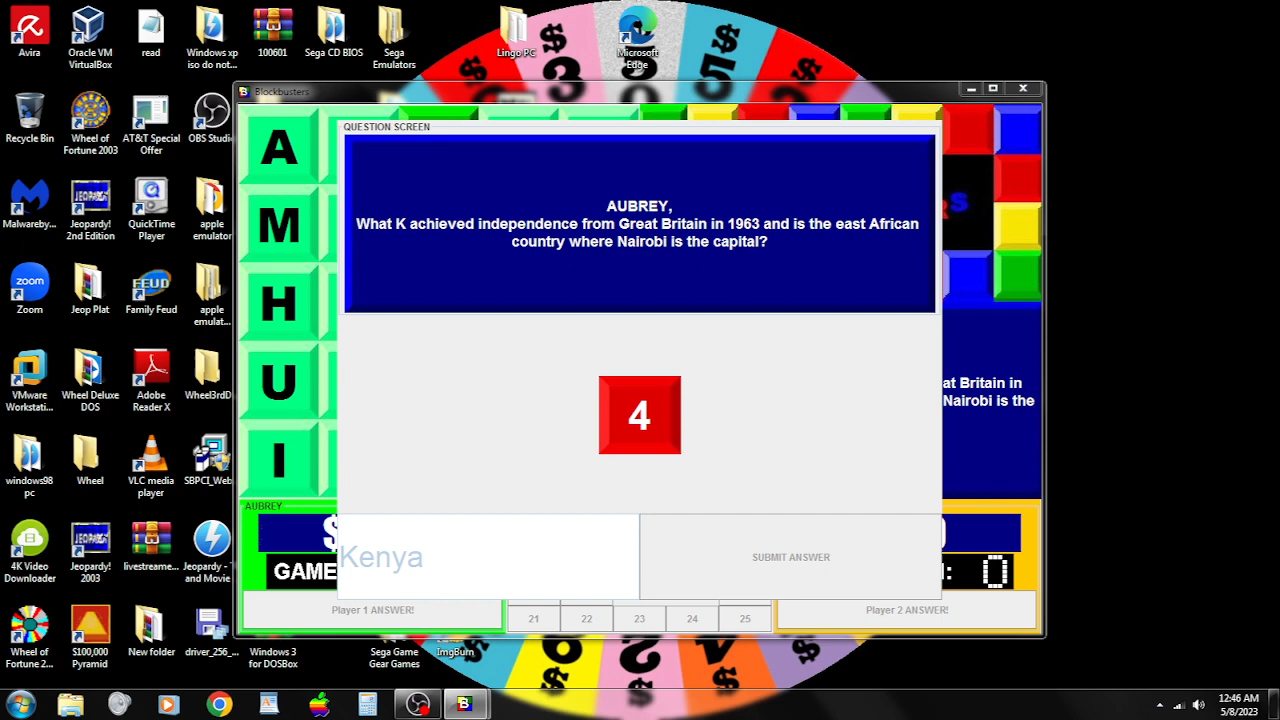 Avira
Oracle VM
VirtualBox
read
Windows xp
iso do not...
100601
Sega CD BIOS
Sega
Emulators
Lingo PC
Microsoft
Edge
Recycle Bin
Wheel of
Fortune 2003
AT&T Special
Offer
OBS Studio
Malwareby...
Jeopardy!
2nd Edition
QuickTime
Player
apple
emulator
zoom
Zoom
Jeop Plat
FEUD
Family Feud
apple
emulat...
VMware
Workstati...
Wheel Deluxe
DOS
Adobe
Reader X
Wheel3rdD
windows98
pc
Wheel
VLC media
player
SBPCI_Web
4K Video
Downloader
JEOPARDY!
Jeopardy!
2003
livestreame...
Jeopardy -
and Movie
Wheel of
Fortune 2...
$100,000
Pyramid
New folder
driver_256_...
Windows 3
for DOSBox
Sega Game
Gear Games
ImgBurn
Blockbusters
A
M
H
U
I
QUESTION SCREEN
AUBREY,
What K achieved independence from Great Britain in 1963 and is the east African
country where Nairobi is the capital?
at Britain in
Nairobi is the
4
Kenya
SUBMIT ANSWER
AUBREY
$
GAME
0
Player 1 ANSWER!
21
22
23
24
25
Player 2 ANSWER!
12:46 AM
5/8/2023